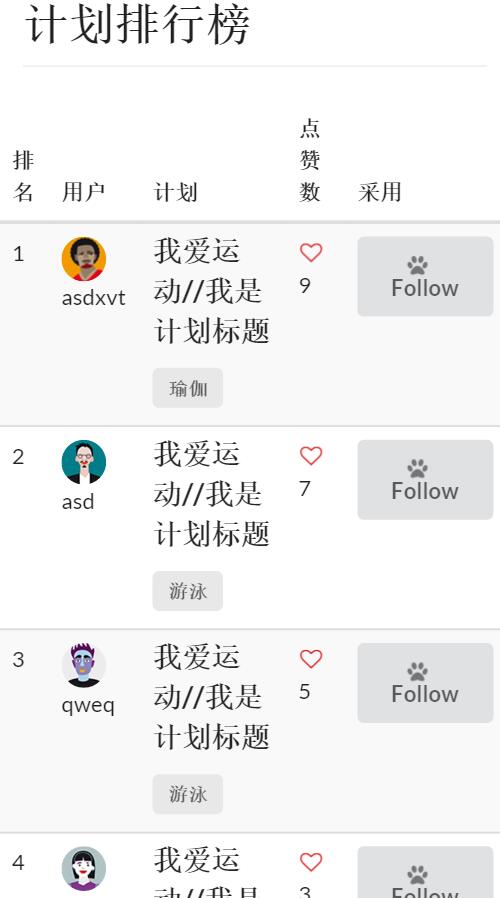 计划排行榜
排名 用户 计划 点赞数 采用
1 asdxvt 我爱运
动//我是
计划标题
瑜伽
9
Follow
2 asd 我爱运
动//我是
计划标题
游泳
7
Follow
3 qweq 我爱运
动//我是
计划标题
游泳
5
Follow
4 我爱运
动//我是
3
Follow